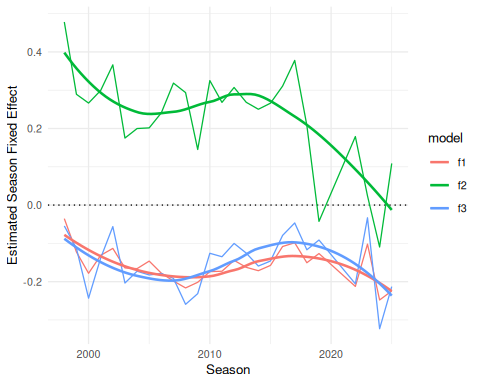 Estimated Season Fixed Effect
0.4
0.2
0.0
-0.2
2000
2010
2020
Season
model
f1
f2
f3